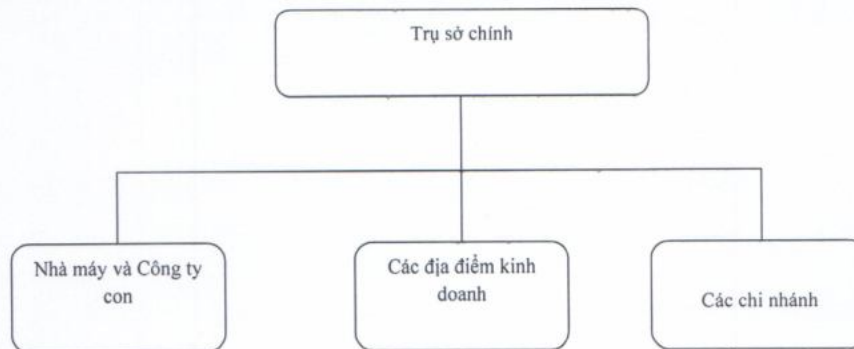 Trụ sở chính
Nhà máy và Công ty
con
Các địa điểm kinh
doanh
Các chi nhánh